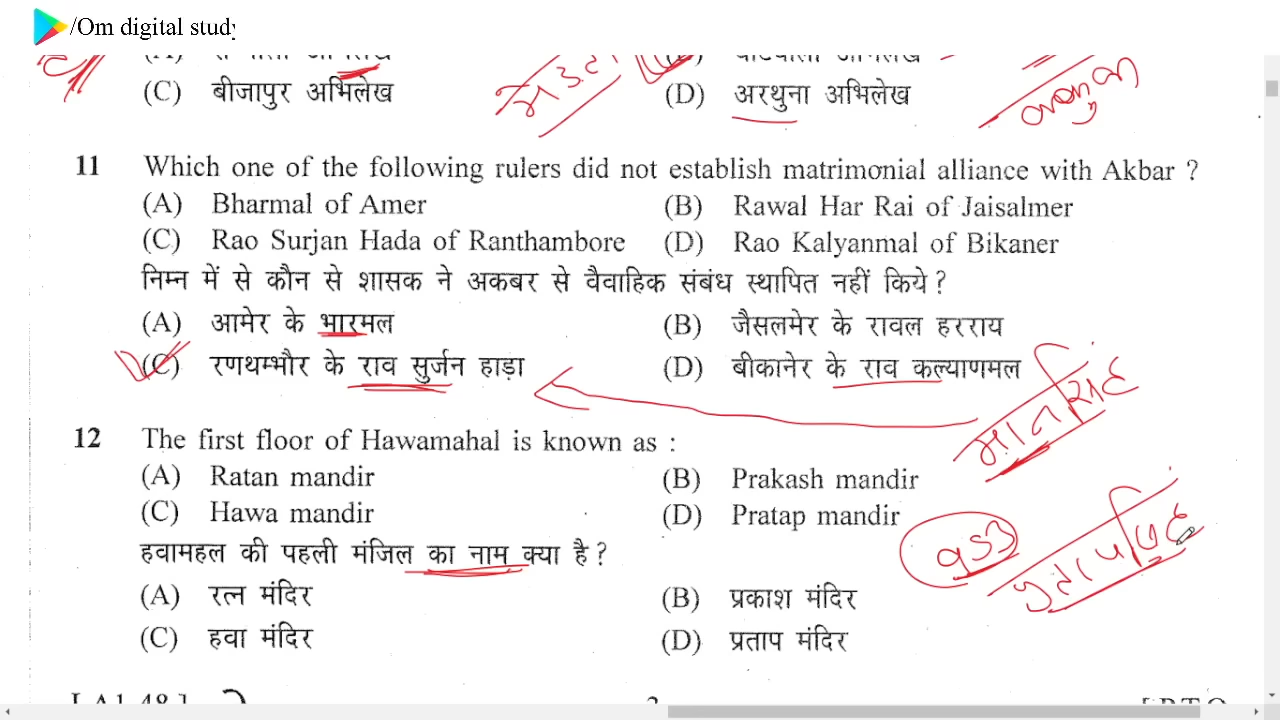 /Om digital study
(C) बीजापुर अभिलेख (D) अरथुना अभिलेख
11 Which one of the following rulers did not establish matrimonial alliance with Akbar ?
(A) Bharmal of Amer (B) Rawal Har Rai of Jaisalmer
(C) Rao Surjan Hada of Ranthambore (D) Rao Kalyanmal of Bikaner
निम्न में से कौन से शासक ने अकबर से वैवाहिक संबंध स्थापित नहीं किये ?
(A) आमेर के भारमल (B) जैसलमेर के रावल हरराय
(C) रणथम्भौर के राव सुर्जन हाड़ा (D) बीकानेर के राव कल्याणमल
मानसिंह
12 The first floor of Hawamahal is known as :
(A) Ratan mandir (B) Prakash mandir
(C) Hawa mandir (D) Pratap mandir
हवामहल की पहली मंजिल का नाम क्या है ?
(A) रत्न मंदिर (B) प्रकाश मंदिर
(C) हवा मंदिर (D) प्रताप मंदिर